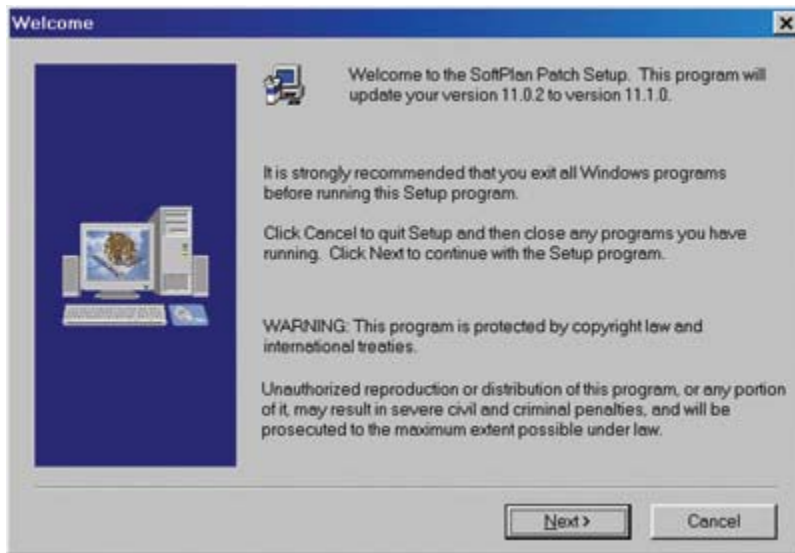 Welcome
Welcome to the SoftPlan Patch Setup. This program will
update your version 11.0.2 to version 11.1.0.
It is strongly recommended that you exit all Windows programs
before running this Setup program.
Click Cancel to quit Setup and then close any programs you have
running. Click Next to continue with the Setup program.
WARNING: This program is protected by copyright law and
international treaties.
Unauthorized reproduction or distribution of this program, or any portion
of it, may result in severe civil and criminal penalties, and will be
prosecuted to the maximum extent possible under law.
Next >
Cancel